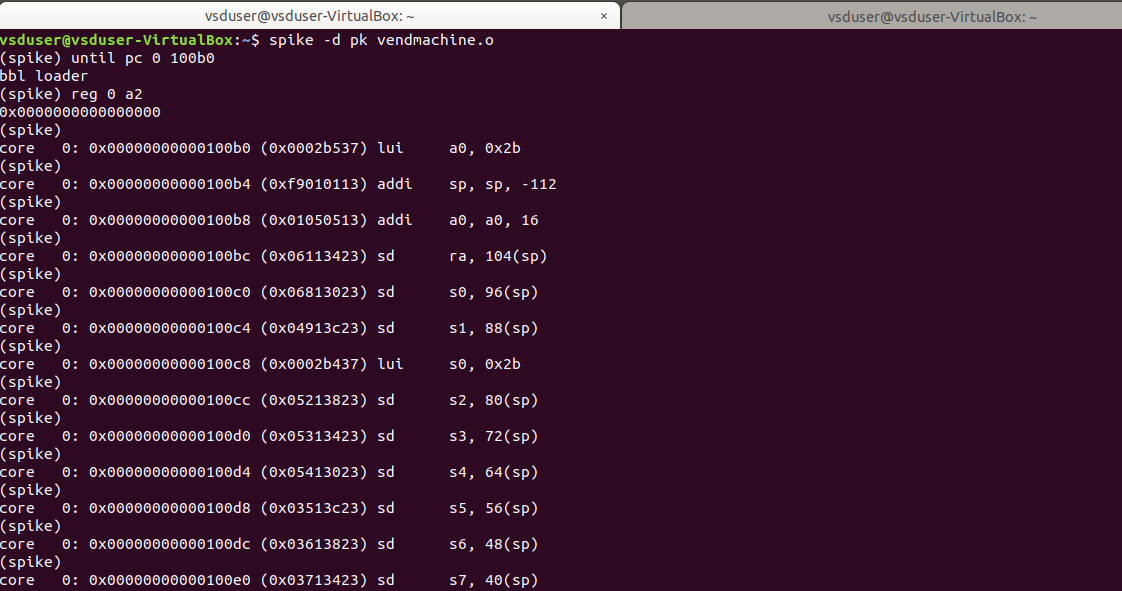 vsduser@vsduser-VirtualBox: ~ × vsduser@vsduser-VirtualBox: ~
vsduser@vsduser-VirtualBox:~$ spike -d pk vendmachine.o
(spike) until pc 0 100b0
bbl loader
(spike) reg 0 a2
0x0000000000000000
(spike)
core   0: 0x00000000000100b0 (0x0002b537) lui     a0, 0x2b
(spike)
core   0: 0x00000000000100b4 (0xf9010113) addi    sp, sp, -112
(spike)
core   0: 0x00000000000100b8 (0x01050513) addi    a0, a0, 16
(spike)
core   0: 0x00000000000100bc (0x06113423) sd      ra, 104(sp)
(spike)
core   0: 0x00000000000100c0 (0x06813023) sd      s0, 96(sp)
(spike)
core   0: 0x00000000000100c4 (0x04913c23) sd      s1, 88(sp)
(spike)
core   0: 0x00000000000100c8 (0x0002b437) lui     s0, 0x2b
(spike)
core   0: 0x00000000000100cc (0x05213823) sd      s2, 80(sp)
(spike)
core   0: 0x00000000000100d0 (0x05313423) sd      s3, 72(sp)
(spike)
core   0: 0x00000000000100d4 (0x05413023) sd      s4, 64(sp)
(spike)
core   0: 0x00000000000100d8 (0x03513c23) sd      s5, 56(sp)
(spike)
core   0: 0x00000000000100dc (0x03613823) sd      s6, 48(sp)
(spike)
core   0: 0x00000000000100e0 (0x03713423) sd      s7, 40(sp)